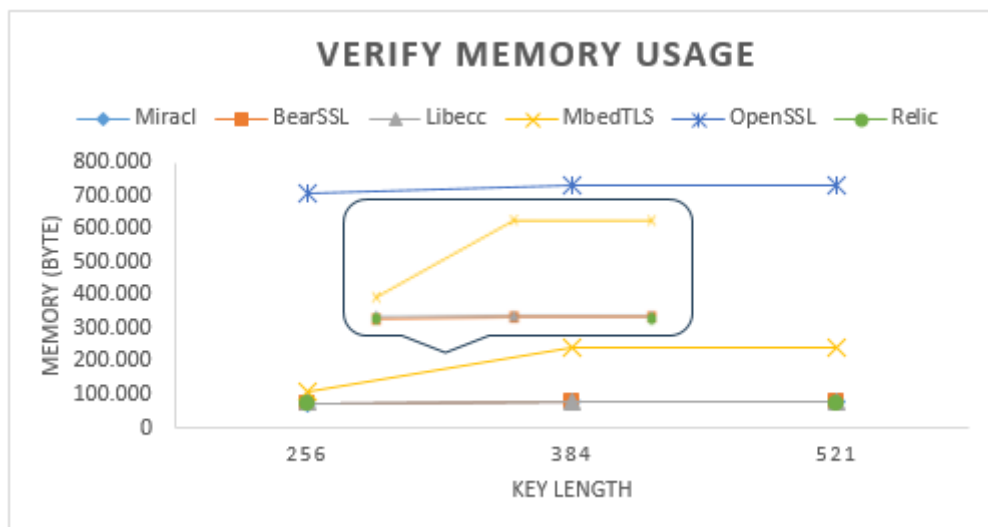 VERIFY MEMORY USAGE
Miracl BearSSL Libecc MbedTLS OpenSSL Relic
800.000
700.000
600.000
500.000
400.000
300.000
200.000
100.000
0
MEMORY (BYTE)
256 384 521
KEY LENGTH